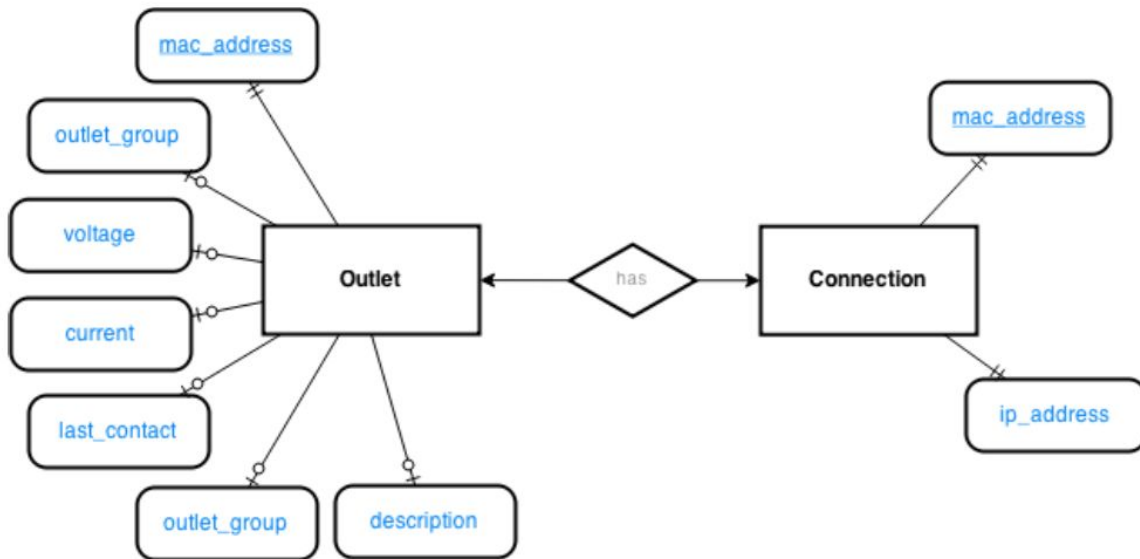 mac_address
outlet_group
voltage
current
last_contact
outlet_group
description
Outlet
has
Connection
mac_address
ip_address